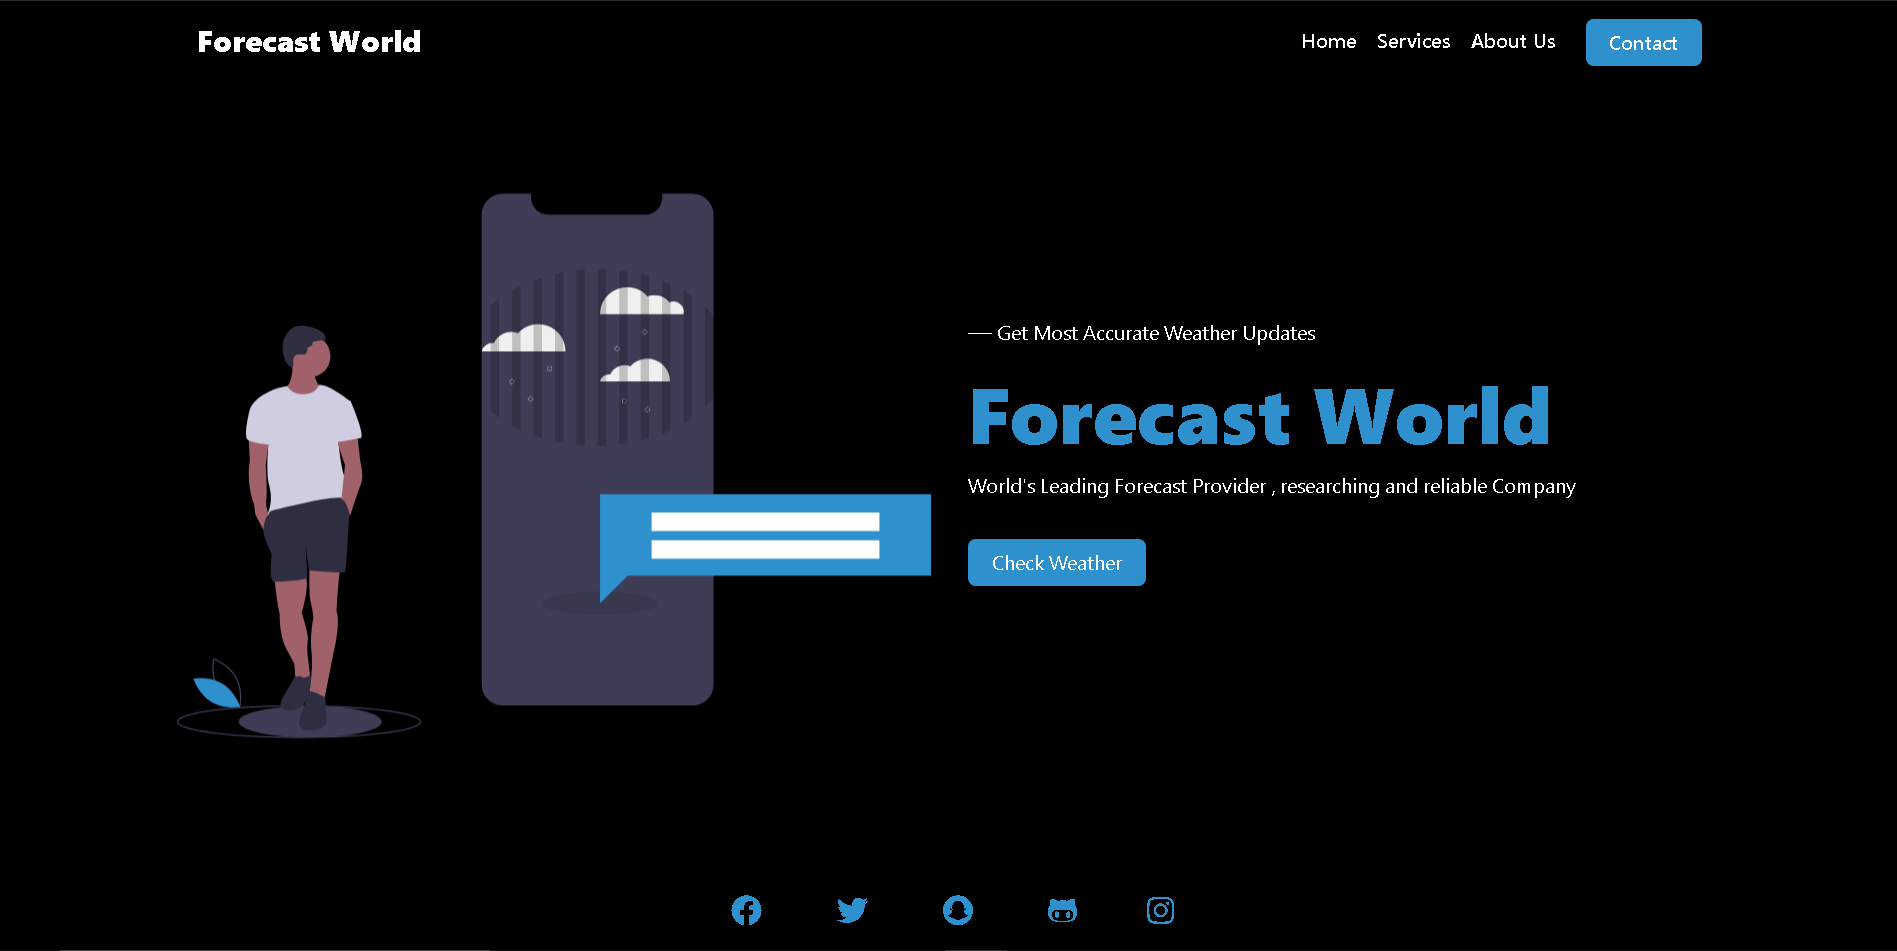 Forecast World
Home Services About Us Contact
— Get Most Accurate Weather Updates
Forecast World
World's Leading Forecast Provider , researching and reliable Company
Check Weather